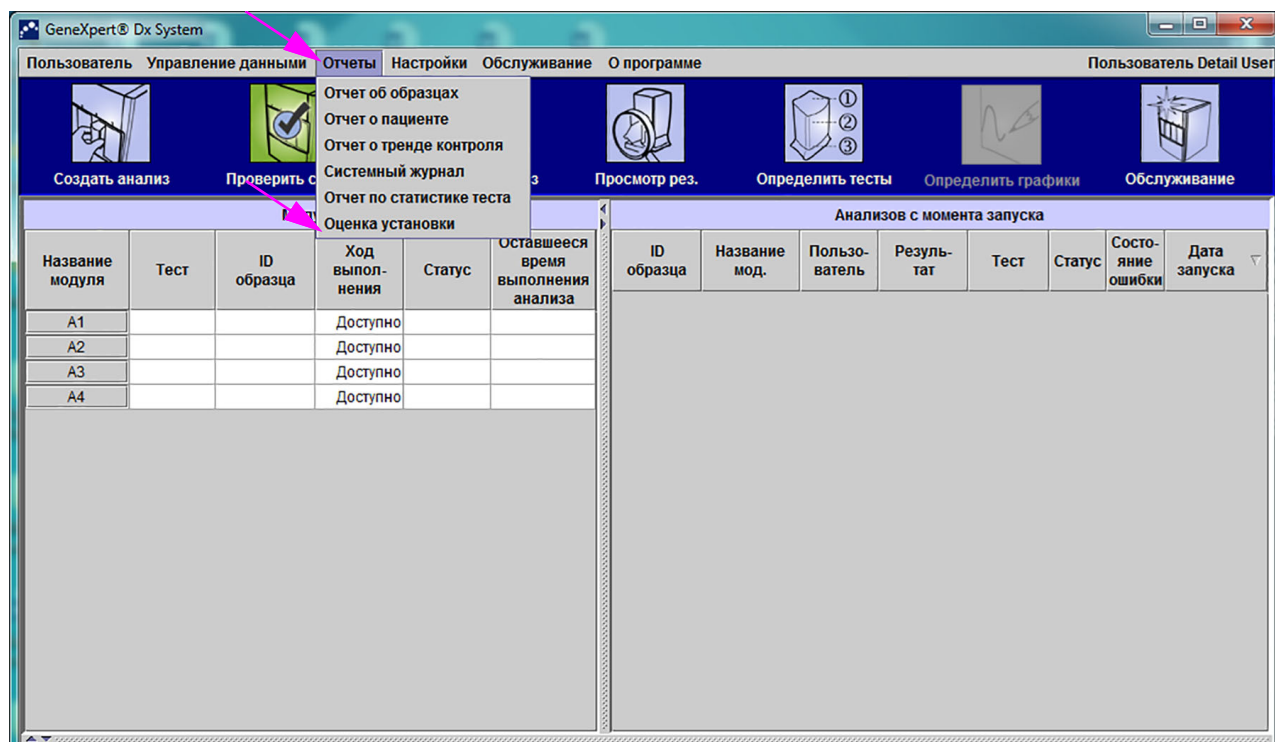 GeneXpert® Dx System
Пользователь Управление данными Отчеты Настройки Обслуживание О программе Пользователь Detail User
Отчет об образцах
Отчет о пациенте
Отчет о тренде контроля
Системный журнал
Отчет по статистике теста
Оценка установки
Создать анализ
Проверить с
з
Просмотр рез.
Определить тесты
Определить графики
Обслуживание
Анализов с момента запуска
Название
модуля
Тест
ID
образца
Ход
выпол-
нения
Статус
Оставшееся
время
выполнения
анализа
ID
образца
Название
мод.
Пользо-
ватель
Резуль-
тат
Тест
Статус
Состо-
яние
ошибки
Дата
запуска
A1 Доступно
A2 Доступно
A3 Доступно
A4 Доступно